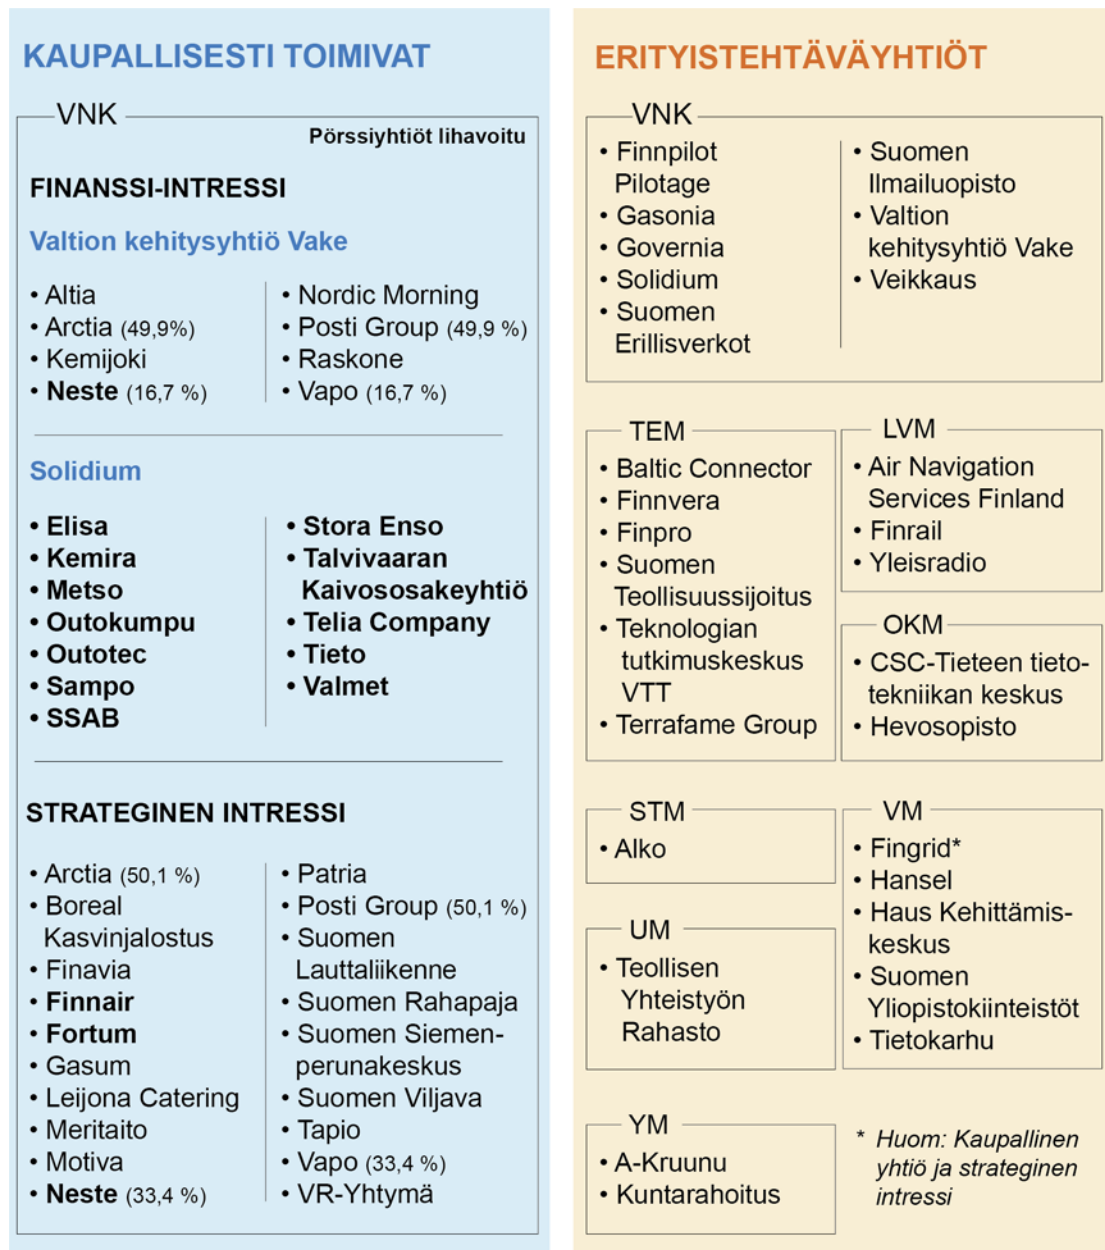 KAUPALLISESTI TOIMIVAT
VNK
Pörssiyhtiöt lihavoitu
FINANSSI-INTRESSI
Valtion kehitysyhtiö Vake
• Altia
• Arctia (49,9%)
• Kemijoki
• Neste (16,7 %)
• Nordic Morning
• Posti Group (49,9 %)
• Raskone
• Vapo (16,7 %)
Solidium
• Elisa
• Kemira
• Metso
• Outokumpu
• Outotec
• Sampo
• SSAB
• Stora Enso
• Talvivaaran
Kaivososakeyhtiö
• Telia Company
• Tieto
• Valmet
STRATEGINEN INTRESSI
• Arctia (50,1 %)
• Boreal
Kasvinjalostus
• Finavia
• Finnair
• Fortum
• Gasum
• Leijona Catering
• Meritaito
• Motiva
• Neste (33,4 %)
• Patria
• Posti Group (50,1 %)
• Suomen
Lauttaliikenne
• Suomen Rahapaja
• Suomen Siemen-
perunakeskus
• Suomen Viljava
• Tapio
• Vapo (33,4 %)
• VR-Yhtymä
ERITYISTEHTÄVÄYHTIÖT
VNK
• Finnpilot
Pilotage
• Gasonia
• Governia
• Solidium
• Suomen
Erillisverkot
• Suomen
Ilmailuopisto
• Valtion
kehitysyhtiö Vake
• Veikkaus
TEM
• Baltic Connector
• Finnvera
• Finpro
• Suomen
Teollisuussijoitus
• Teknologian
tutkimuskeskus
VTT
• Terrafame Group
LVM
• Air Navigation
Services Finland
• Finrail
• Yleisradio
OKM
• CSC-Tieteen tieto-
tekniikan keskus
• Hevosopisto
STM
• Alko
VM
• Fingrid*
• Hansel
• Haus Kehittämis-
keskus
• Suomen
Yliopistokiinteistöt
• Tietokarhu
UM
• Teollisen
Yhteistyön
Rahasto
YM
• A-Kruunu
• Kuntarahoitus
* Huom: Kaupallinen
yhtiö ja strateginen
intressi